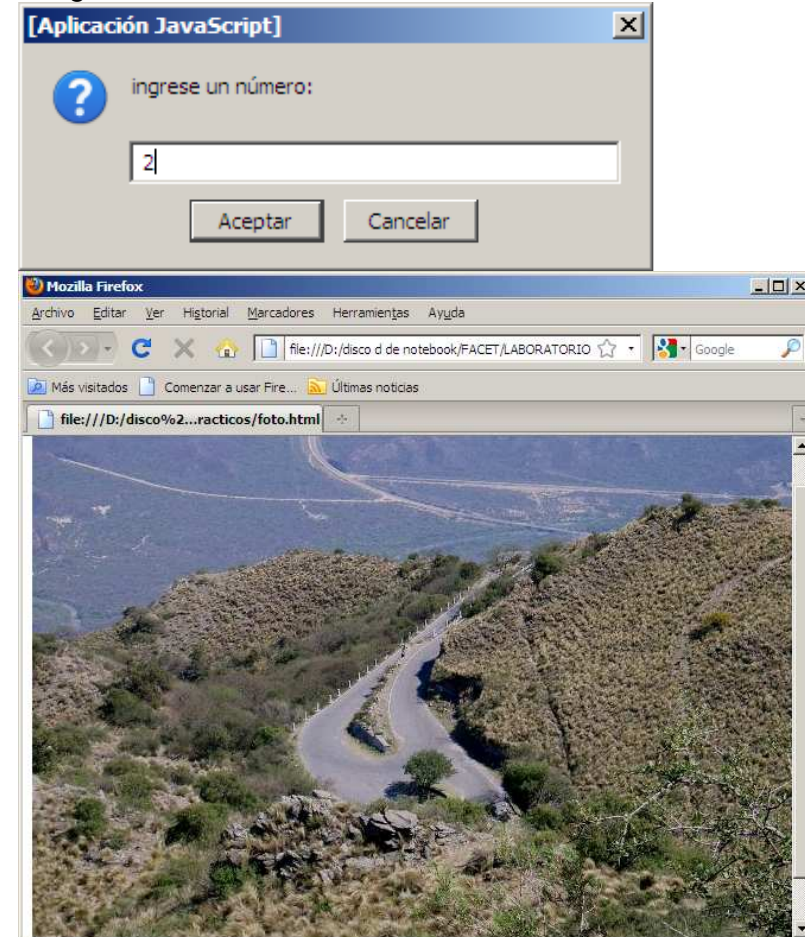 [Aplicación JavaScript]
ingrese un número:
2
Aceptar Cancelar
Mozilla Firefox
Archivo Editar Ver Historial Marcadores Herramientas Ayuda
file:///D:/disco d de notebook/FACET/LABORATORIO Google
Más visitados Comenzar a usar Fire... Últimas noticias
file:///D:/disco%2...racticos/foto.html